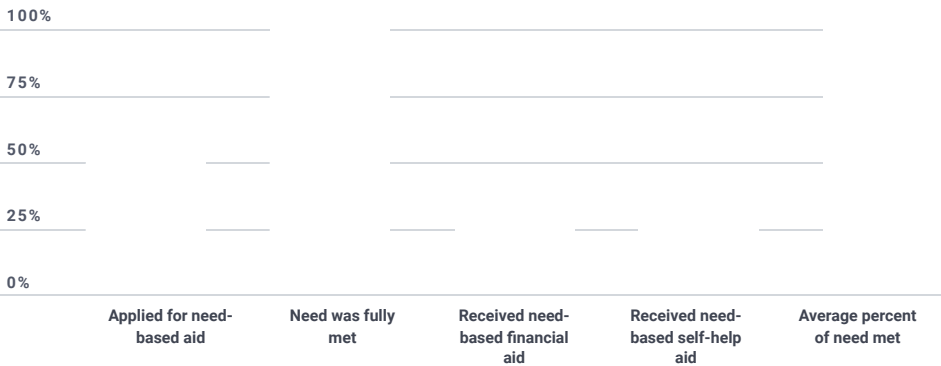 100%
75%
50%
25%
0%
Applied for need-
based aid
Need was fully
met
Received need-
based financial
aid
Received need-
based self-help
aid
Average percent
of need met